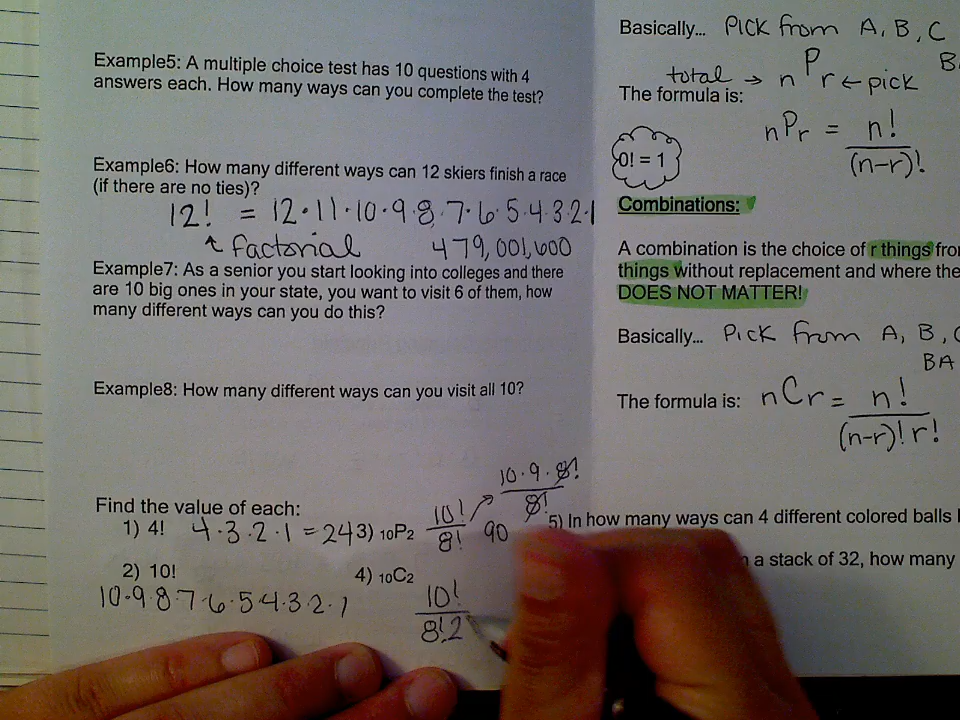 Example5: A multiple choice test has 10 questions with 4
answers each. How many ways can you complete the test?
Example6: How many different ways can 12 skiers finish a race
(if there are no ties)?
12! = 12·11·10·9·8·7·6·5·4·3·2·1
↑ factorial 479,001,600
Example7: As a senior you start looking into colleges and there
are 10 big ones in your state, you want to visit 6 of them, how
many different ways can you do this?
Example8: How many different ways can you visit all 10?
Find the value of each:
1) 4! 4·3·2·1 = 24
2) 10!
10·9·8·7·6·5·4·3·2·1
3) 10P2 10!/8! ↗ 10·9·8!/8! 90
4) 10C2
10!
8!2
Basically... PICK from A, B, C
total → nPr ← pick
The formula is:
nPr = n!/(n-r)!
0! = 1
Combinations:
A combination is the choice of r things
things without replacement and where the
DOES NOT MATTER!
Basically... PICK from A, B,
BA
The formula is: nCr = n!/(n-r)!r!
5) In how many ways can 4 different colored balls
a stack of 32, how many